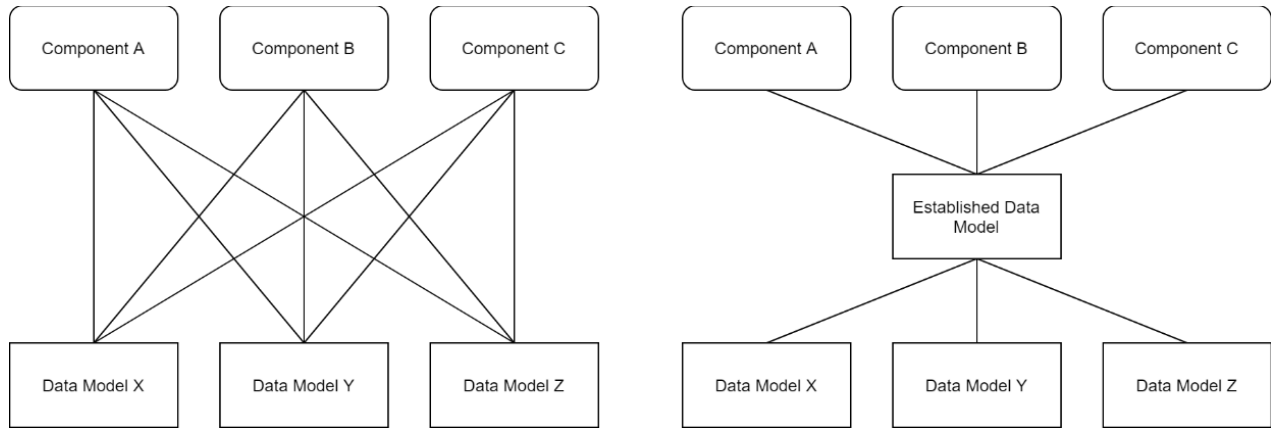 Component A
Component B
Component C
Data Model X
Data Model Y
Data Model Z
Component A
Component B
Component C
Established Data
Model
Data Model X
Data Model Y
Data Model Z